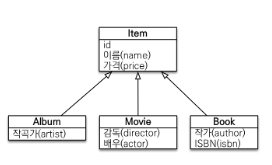 Item
id
이름(name)
가격(price)
Album
작곡가(artist)
Movie
감독(director)
배우(actor)
Book
작가(author)
ISBN(isbn)